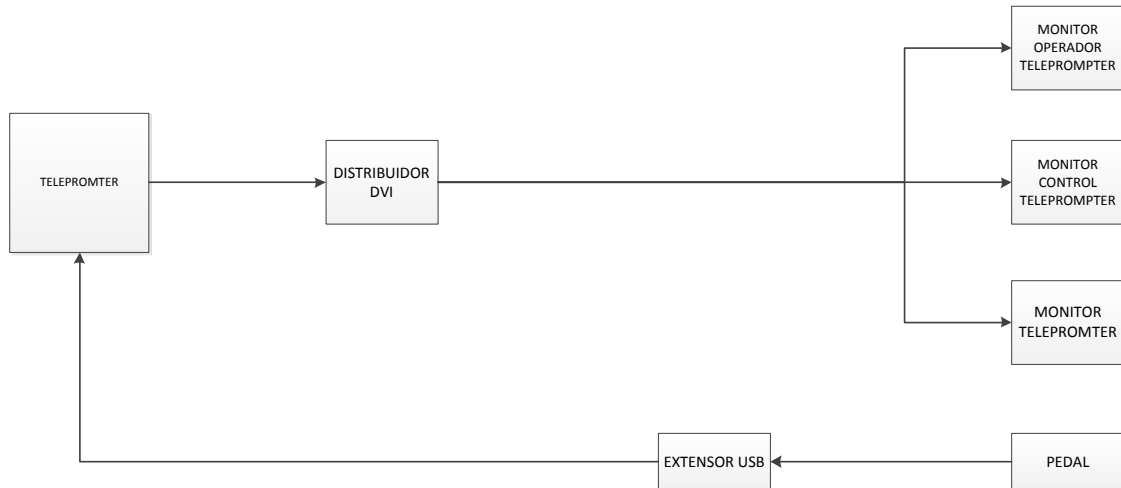 MONITOR
OPERADOR
TELEPROMPTER
TELEPROMTER
DISTRIBUIDOR
DVI
MONITOR
CONTROL
TELEPROMPTER
MONITOR
TELEPROMTER
EXTENSOR USB
PEDAL